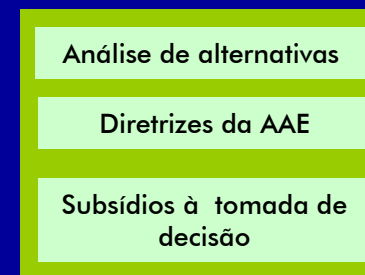 Análise de alternativas
Diretrizes da AAE
Subsídios à tomada de
decisão